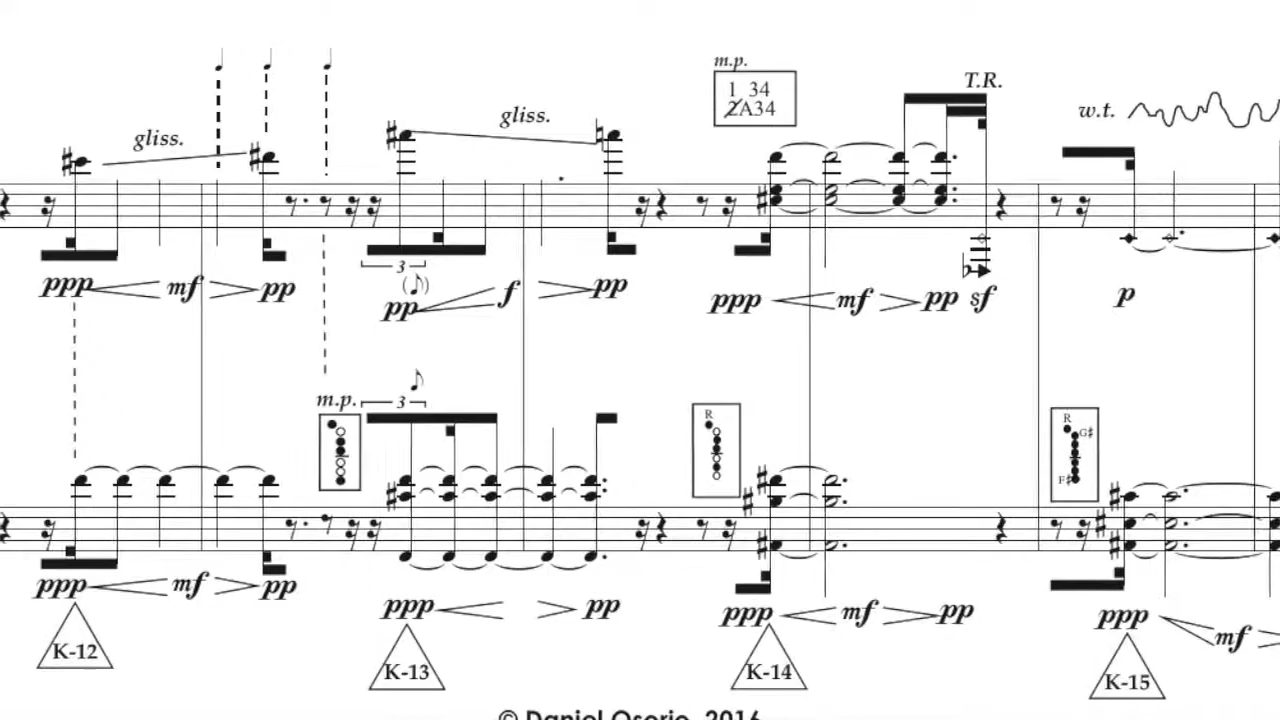 m.p.
1 34
2A34
T.R.
gliss.
gliss.
w.t.
3
ppp mf pp
pp f pp
ppp mf pp sf
p
m.p.
3
R
R
G♯
F♯
ppp mf pp
ppp pp
ppp mf pp
ppp mf
K-12
K-13
K-14
K-15
© Daniel Osorio, 2016